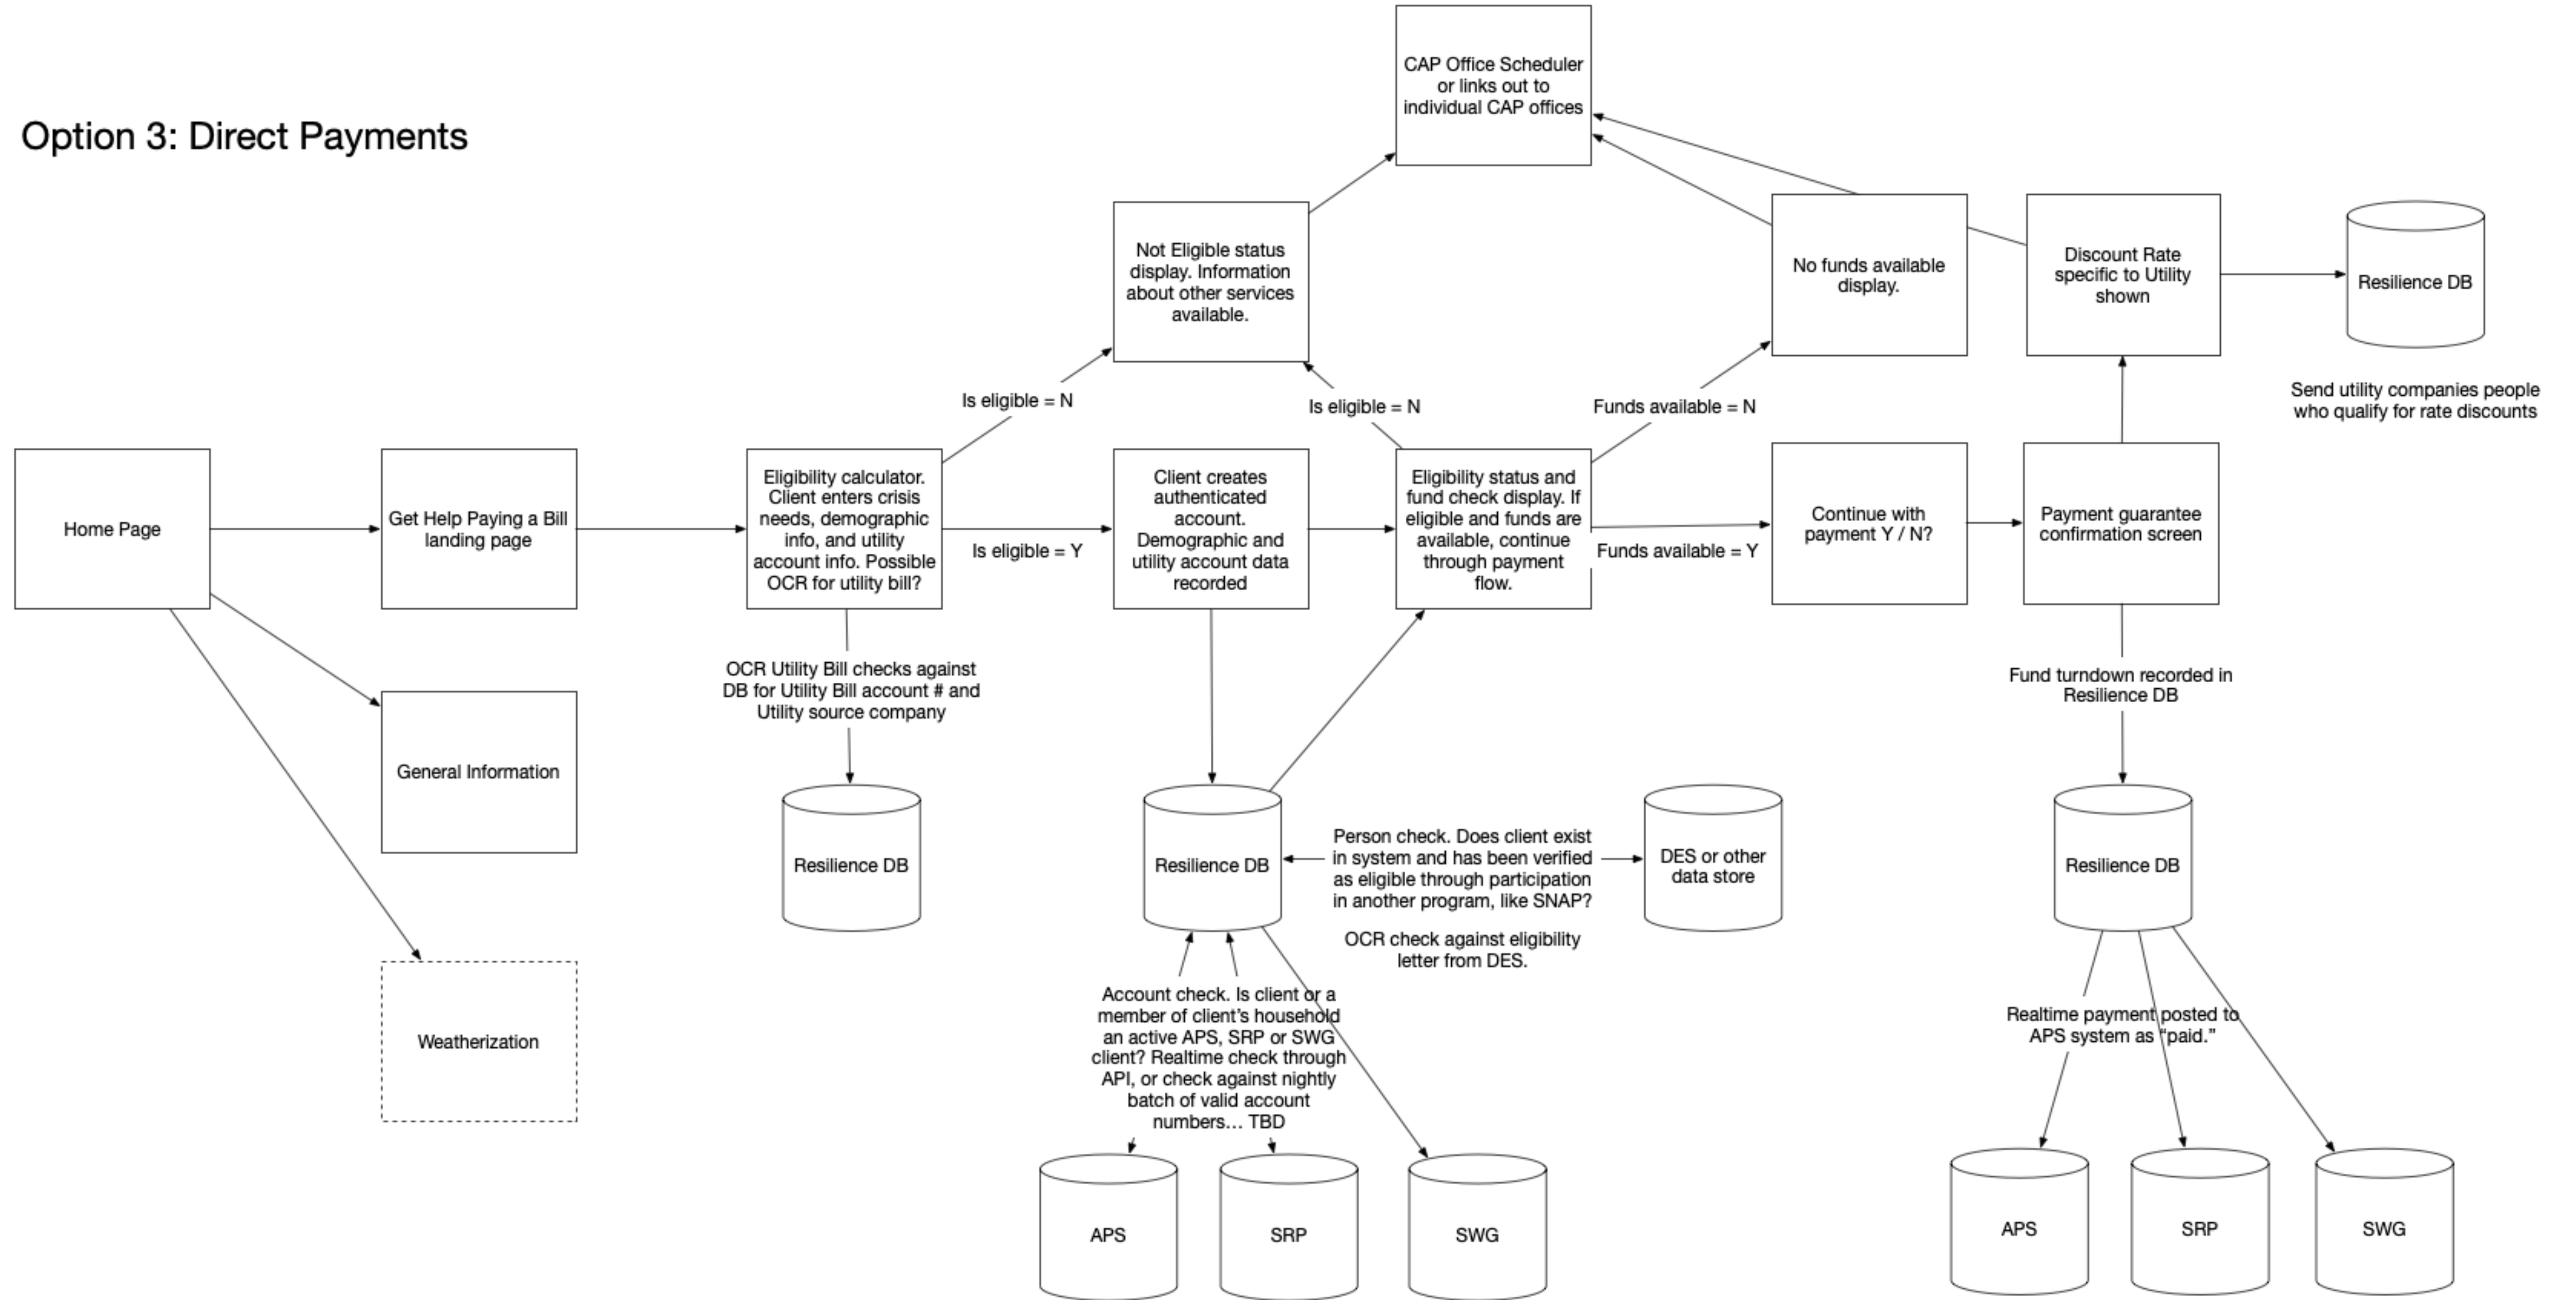 Option 3: Direct Payments
CAP Office Scheduler
or links out to
individual CAP offices
Not Eligible status
display. Information
about other services
available.
No funds available
display.
Discount Rate
specific to Utility
shown
Resilience DB
Send utility companies people
who qualify for rate discounts
Is eligible = N
Is eligible = N
Funds available = N
Home Page
Get Help Paying a Bill
landing page
Eligibility calculator.
Client enters crisis
needs, demographic
info, and utility
account info. Possible
OCR for utility bill?
Is eligible = Y
Client creates
authenticated
account.
Demographic and
utility account data
recorded
Eligibility status and
fund check display. If
eligible and funds are
available, continue
through payment
flow.
Funds available = Y
Continue with
payment Y / N?
Payment guarantee
confirmation screen
OCR Utility Bill checks against
DB for Utility Bill account # and
Utility source company
Fund turndown recorded in
Resilience DB
General Information
Resilience DB
Resilience DB
Person check. Does client exist
in system and has been verified
as eligible through participation
in another program, like SNAP?
OCR check against eligibility
letter from DES.
DES or other
data store
Resilience DB
Weatherization
Account check. Is client or a
member of client's household
an active APS, SRP or SWG
client? Realtime check through
API, or check against nightly
batch of valid account
numbers... TBD
Realtime payment posted to
APS system as “paid.”
APS
SRP
SWG
APS
SRP
SWG